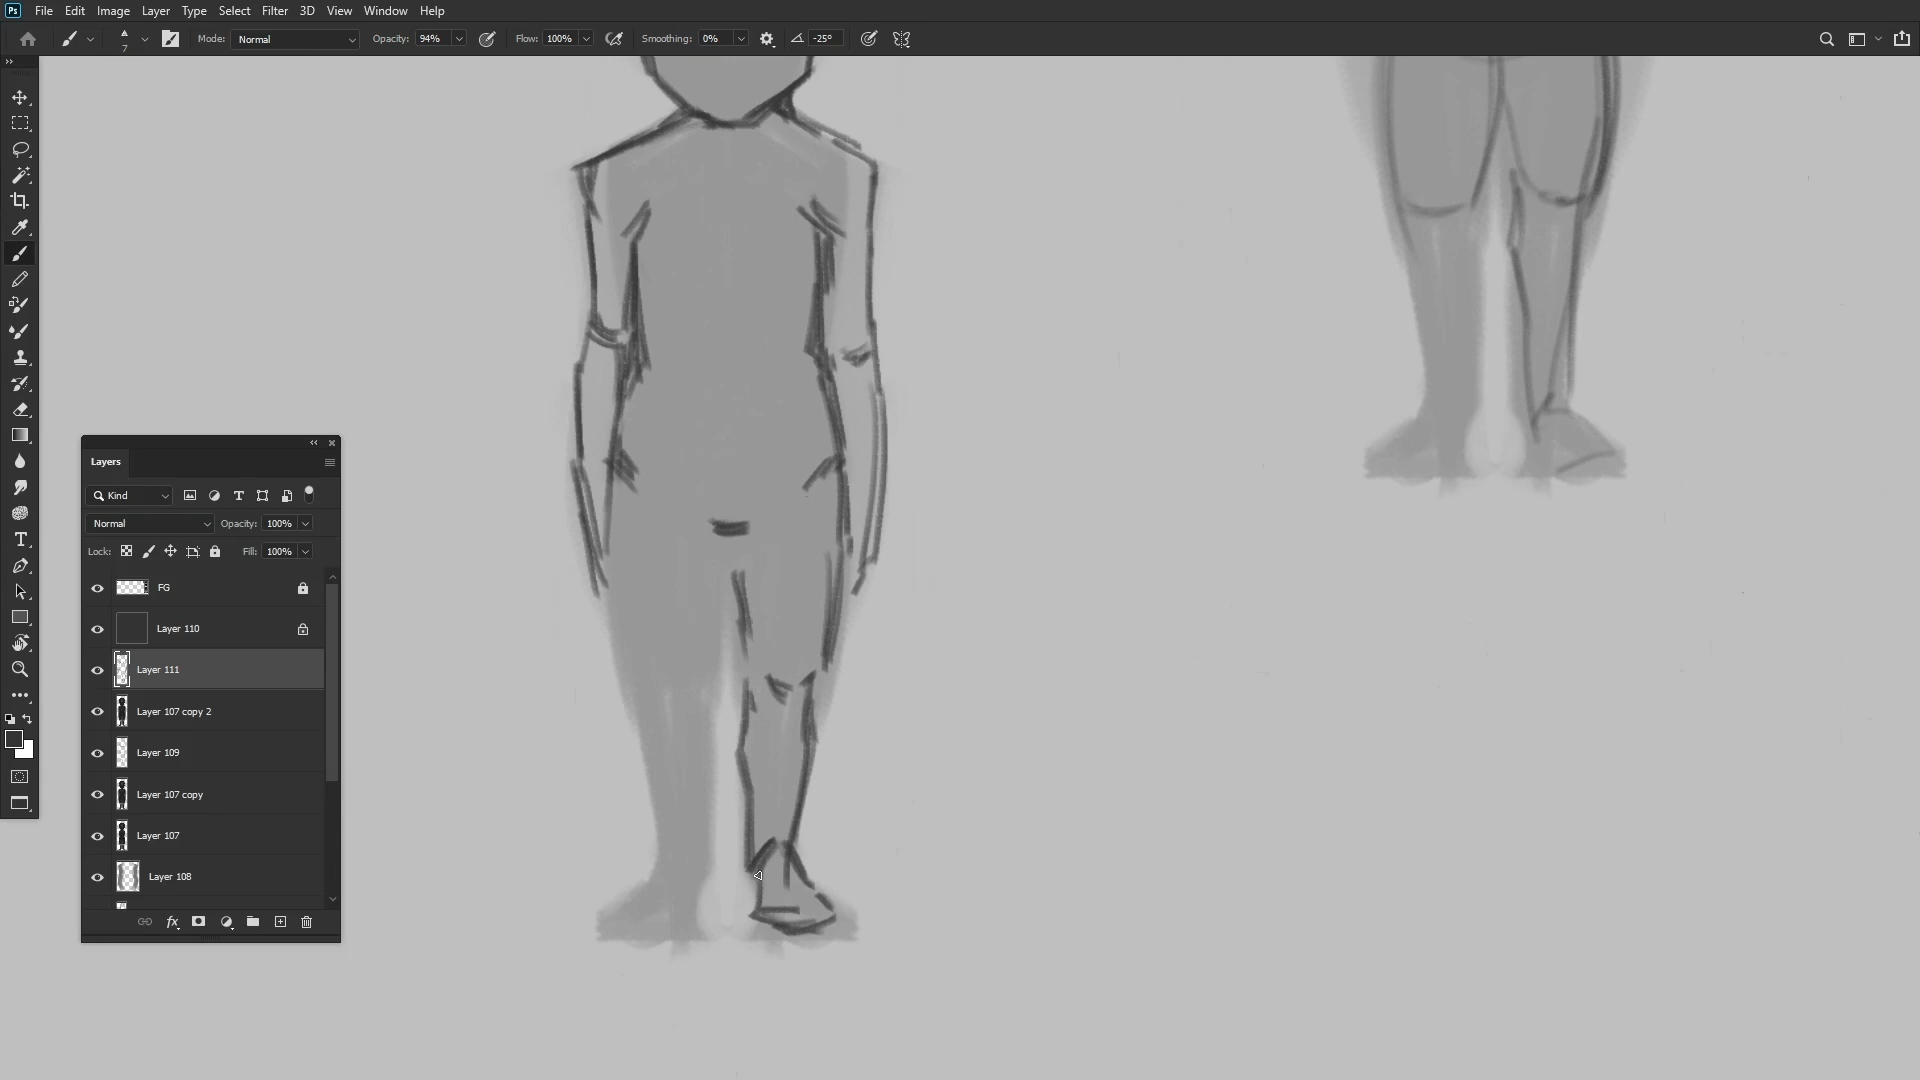 Ps File Edit Image Layer Type Select Filter 3D View Window Help
7 Mode: Normal Opacity: 94% Flow: 100% Smoothing: 0% -25°
Layers
Kind
Normal Opacity: 100%
Lock: Fill: 100%
FG
Layer 110
Layer 111
Layer 107 copy 2
Layer 109
Layer 107 copy
Layer 107
Layer 108
fx